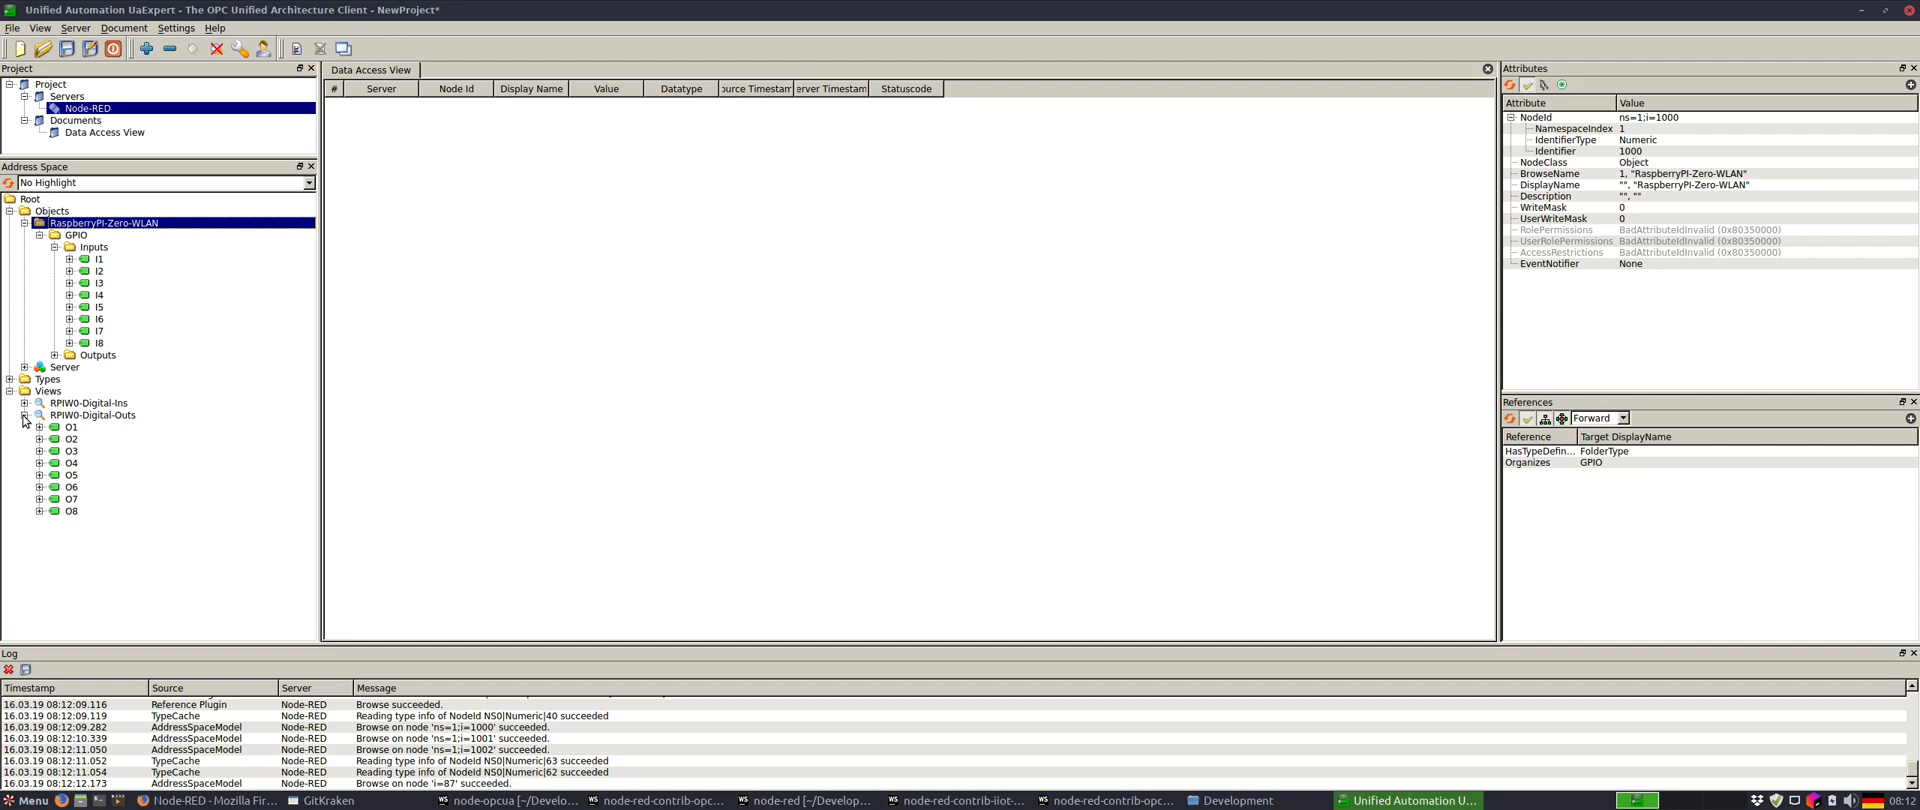 Unified Automation UaExpert - The OPC Unified Architecture Client - NewProject*
File View Server Document Settings Help
Project
Project
Servers
Node-RED
Documents
Data Access View
Address Space
No Highlight
Root
Objects
RaspberryPI-Zero-WLAN
GPIO
Inputs
I1
I2
I3
I4
I5
I6
I7
I8
Outputs
Server
Types
Views
RPIW0-Digital-Ins
RPIW0-Digital-Outs
O1
O2
O3
O4
O5
O6
O7
O8
Data Access View
# Server Node Id Display Name Value Datatype ource Timestam erver Timestam Statuscode
Attributes
Attribute Value
NodeId ns=1;i=1000
NamespaceIndex 1
IdentifierType Numeric
Identifier 1000
NodeClass Object
BrowseName 1, "RaspberryPI-Zero-WLAN"
DisplayName "", "RaspberryPI-Zero-WLAN"
Description "", ""
WriteMask 0
UserWriteMask 0
RolePermissions BadAttributeIdInvalid (0x80350000)
UserRolePermissions BadAttributeIdInvalid (0x80350000)
AccessRestrictions BadAttributeIdInvalid (0x80350000)
EventNotifier None
References
Forward
Reference Target DisplayName
HasTypeDefin... FolderType
Organizes GPIO
Log
Timestamp Source Server Message
16.03.19 08:12:09.116 Reference Plugin Node-RED Browse succeeded.
16.03.19 08:12:09.119 TypeCache Node-RED Reading type info of NodeId NS0|Numeric|40 succeeded
16.03.19 08:12:09.282 AddressSpaceModel Node-RED Browse on node 'ns=1;i=1000' succeeded.
16.03.19 08:12:10.339 AddressSpaceModel Node-RED Browse on node 'ns=1;i=1001' succeeded.
16.03.19 08:12:11.050 AddressSpaceModel Node-RED Browse on node 'ns=1;i=1002' succeeded.
16.03.19 08:12:11.052 TypeCache Node-RED Reading type info of NodeId NS0|Numeric|63 succeeded
16.03.19 08:12:11.054 TypeCache Node-RED Reading type info of NodeId NS0|Numeric|62 succeeded
16.03.19 08:12:12.173 AddressSpaceModel Node-RED Browse on node 'i=87' succeeded.
Menu Node-RED - Mozilla Fir... GitKraken node-opcua [~/Develo... node-red-contrib-opc... node-red [~/Develop... node-red-contrib-iiot-... node-red-contrib-opc... Development Unified Automation U... 08:12